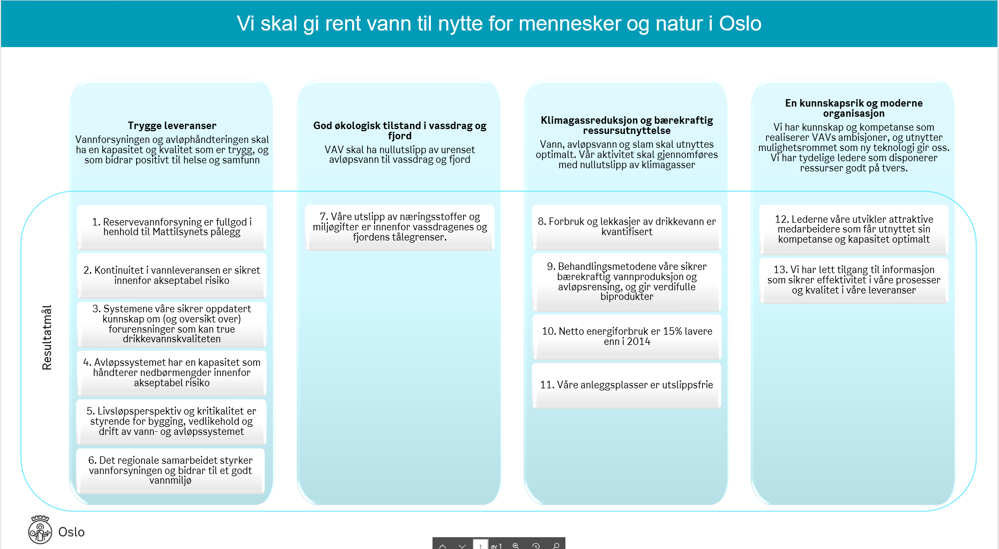 Vi skal gi rent vann til nytte for mennesker og natur i Oslo
Trygge leveranser
Vannforsyningen og avløphåndteringen skal
ha en kapasitet og kvalitet som er trygg, og
som bidrar positivt til helse og samfunn
God økologisk tilstand i vassdrag og
fjord
VAV skal ha nullutslipp av urenset
avløpsvann til vassdrag og fjord
Klimagassreduksjon og bærekraftig
ressursutnyttelse
Vann, avløpsvann og slam skal utnyttes
optimalt. Vår aktivitet skal gjennomføres
med nullutslipp av klimagasser
En kunnskapsrik og moderne
organisasjon
Vi har kunnskap og kompetanse som
realiserer VAVs ambisjoner, og utnytter
mulighetsrommet som ny teknologi gir oss.
Vi har tydelige ledere som disponerer
ressurser godt på tvers.
Resultatmål
1. Reservevannforsyning er fullgod i
henhold til Mattilsynets pålegg
2. Kontinuitet i vannleveransen er sikret
innenfor akseptabel risiko
3. Systemene våre sikrer oppdatert
kunnskap om (og oversikt over)
forurensninger som kan true
drikkevannskvaliteten
4. Avløpssystemet har en kapasitet som
håndterer nedbørmengder innenfor
akseptabel risiko
5. Livsløpsperspektiv og kritikalitet er
styrende for bygging, vedlikehold og
drift av vann- og avløpssystemet
6. Det regionale samarbeidet styrker
vannforsyningen og bidrar til et godt
vannmiljø
7. Våre utslipp av næringsstoffer og
miljøgifter er innenfor vassdragenes og
fjordens tålegrenser.
8. Forbruk og lekkasjer av drikkevann er
kvantifisert
9. Behandlingsmetodene våre sikrer
bærekraftig vannproduksjon og
avløpsrensing, og gir verdifulle
biprodukter
10. Netto energiforbruk er 15% lavere
enn i 2014
11. Våre anleggsplasser er utslippsfrie
12. Lederne våre utvikler attraktive
medarbeidere som får utnyttet sin
kompetanse og kapasitet optimalt
13. Vi har lett tilgang til informasjon
som sikrer effektivitet i våre prosesser
og kvalitet i våre leveranser
Oslo
1 av 1